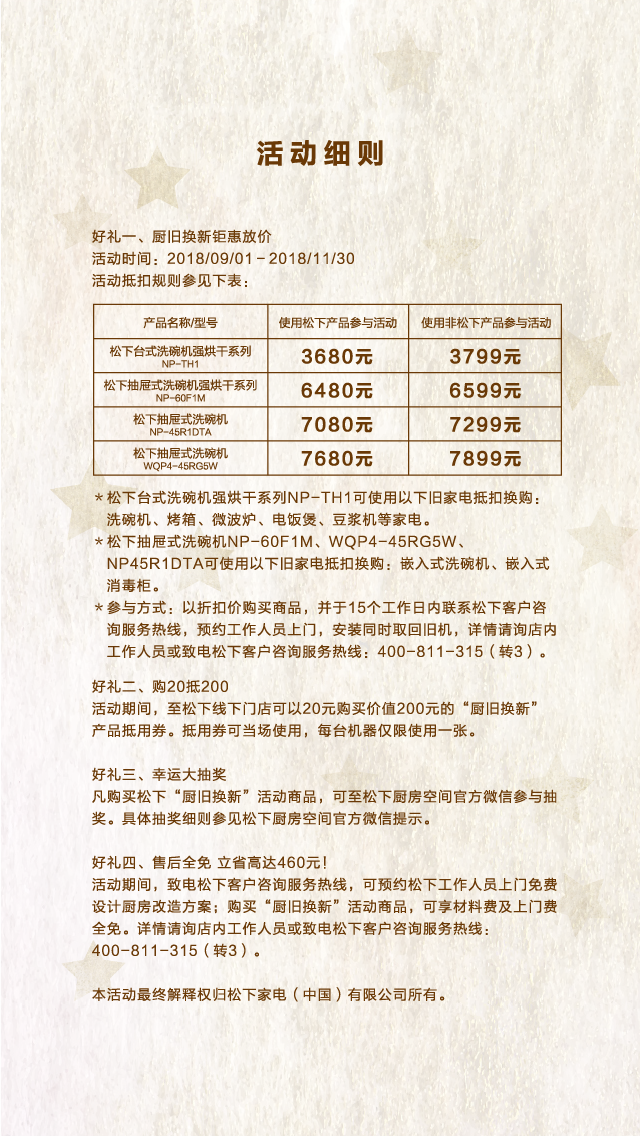 活动细则
好礼一、厨旧换新钜惠放价
活动时间：2018/09/01－2018/11/30
活动抵扣规则参见下表：
产品名称/型号 使用松下产品参与活动 使用非松下产品参与活动
松下台式洗碗机强烘干系列
NP-TH1
3680元 3799元
松下抽屉式洗碗机强烘干系列
NP-60F1M
6480元 6599元
松下抽屉式洗碗机
NP-45R1DTA
7080元 7299元
松下抽屉式洗碗机
WQP4-45RG5W
7680元 7899元
＊松下台式洗碗机强烘干系列NP-TH1可使用以下旧家电抵扣换购：
洗碗机、烤箱、微波炉、电饭煲、豆浆机等家电。
＊松下抽屉式洗碗机NP-60F1M、WQP4-45RG5W、
NP45R1DTA可使用以下旧家电抵扣换购：嵌入式洗碗机、嵌入式
消毒柜。
＊参与方式：以折扣价购买商品，并于15个工作日内联系松下客户咨
询服务热线，预约工作人员上门，安装同时取回旧机，详情请询店内
工作人员或致电松下客户咨询服务热线：400-811-315（转3）。
好礼二、购20抵200
活动期间，至松下线下门店可以20元购买价值200元的“厨旧换新”
产品抵用券。抵用券可当场使用，每台机器仅限使用一张。
好礼三、幸运大抽奖
凡购买松下“厨旧换新”活动商品，可至松下厨房空间官方微信参与抽
奖。具体抽奖细则参见松下厨房空间官方微信提示。
好礼四、售后全免 立省高达460元！
活动期间，致电松下客户咨询服务热线，可预约松下工作人员上门免费
设计厨房改造方案；购买“厨旧换新”活动商品，可享材料费及上门费
全免。详情请询店内工作人员或致电松下客户咨询服务热线：
400-811-315（转3）。
本活动最终解释权归松下家电（中国）有限公司所有。